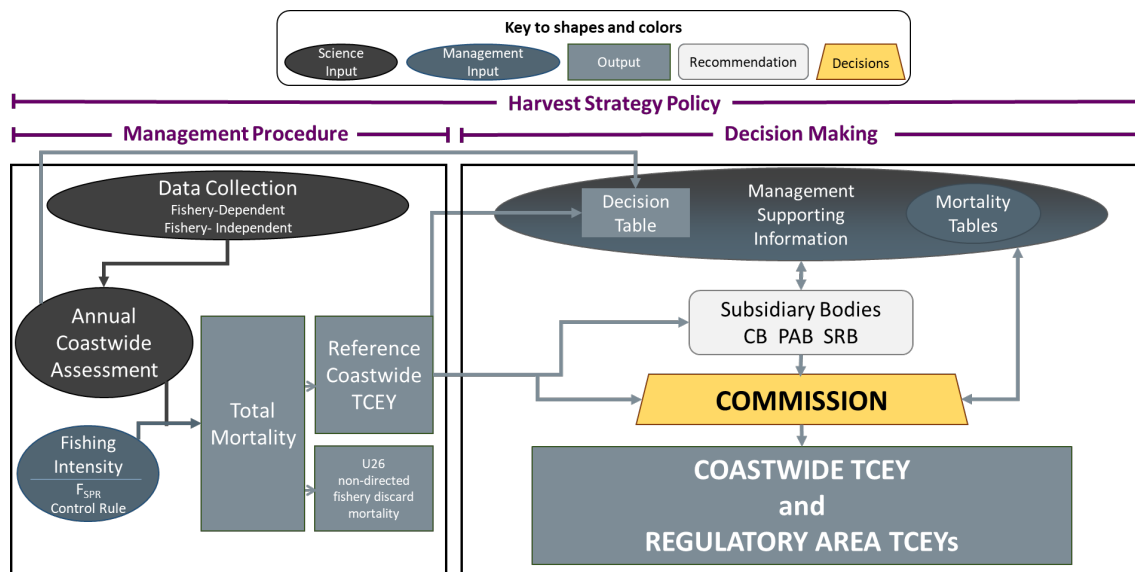 Key to shapes and colors
Science
Input
Management
Input
Output
Recommendation
Decisions
Harvest Strategy Policy
Management Procedure
Decision Making
Data Collection
Fishery-Dependent
Fishery- Independent
Annual
Coastwide
Assessment
Fishing
Intensity
FSPR
Control Rule
Total
Mortality
Reference
Coastwide
TCEY
U26
non-directed
fishery discard
mortality
Decision
Table
Management
Supporting
Information
Mortality
Tables
Subsidiary Bodies
CB PAB SRB
COMMISSION
COASTWIDE TCEY
and
REGULATORY AREA TCEYs